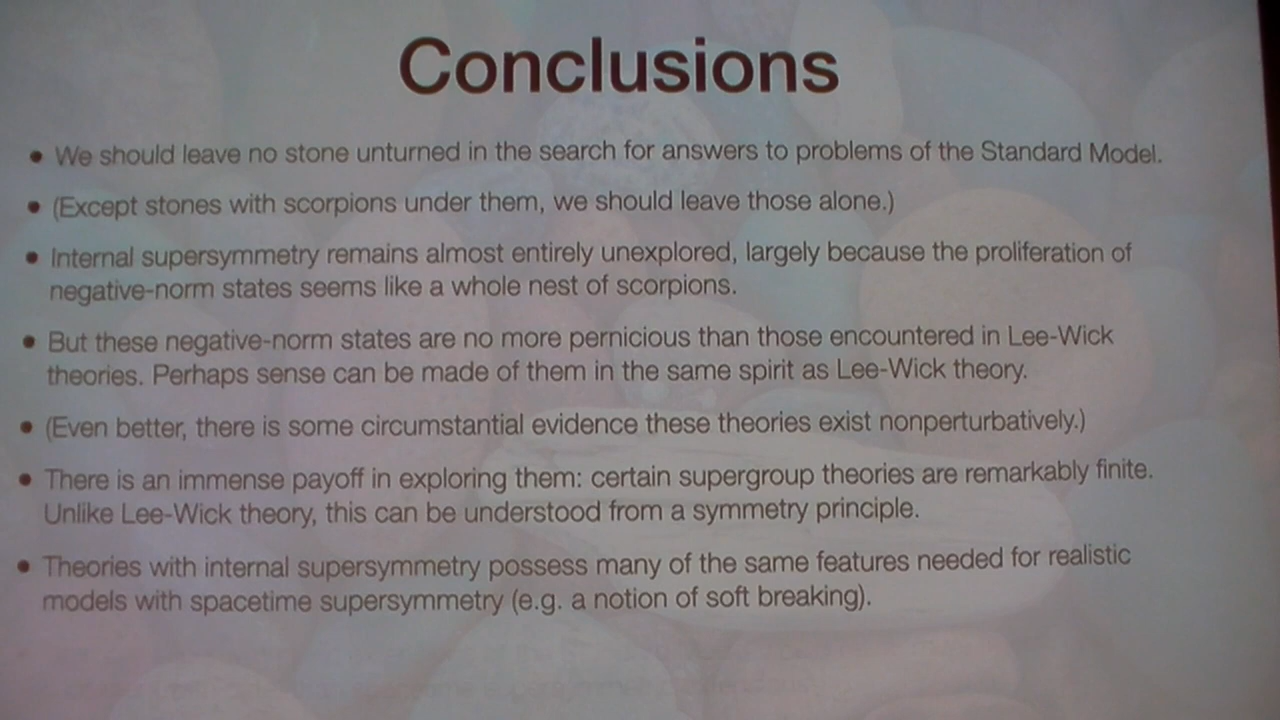 Conclusions
• We should leave no stone unturned in the search for answers to problems of the Standard Model.
• (Except stones with scorpions under them, we should leave those alone.)
• Internal supersymmetry remains almost entirely unexplored, largely because the proliferation of
negative-norm states seems like a whole nest of scorpions.
• But these negative-norm states are no more pernicious than those encountered in Lee-Wick
theories. Perhaps sense can be made of them in the same spirit as Lee-Wick theory.
• (Even better, there is some circumstantial evidence these theories exist nonperturbatively.)
• There is an immense payoff in exploring them: certain supergroup theories are remarkably finite.
Unlike Lee-Wick theory, this can be understood from a symmetry principle.
• Theories with internal supersymmetry possess many of the same features needed for realistic
models with spacetime supersymmetry (e.g. a notion of soft breaking).